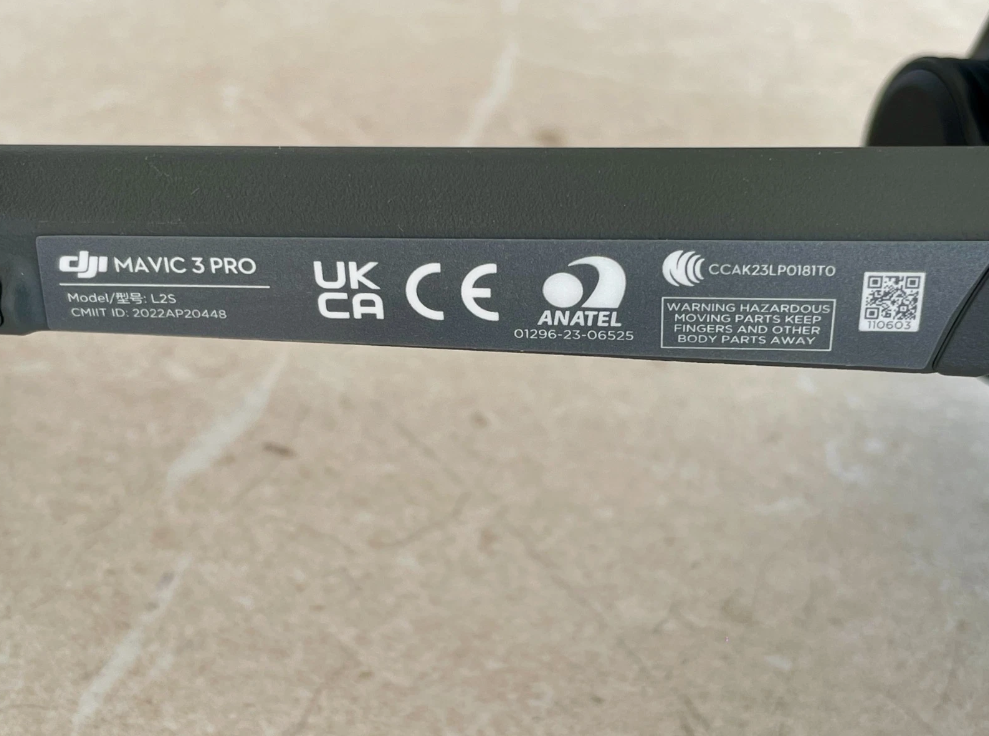 dji MAVIC 3 PRO
Model/型号: L2S
CMIIT ID: 2022AP20448
UK
CA
CE
ANATEL
01296-23-06525
CCAK23LP0181T0
WARNING HAZARDOUS
MOVING PARTS KEEP
FINGERS AND OTHER
BODY PARTS AWAY
110603